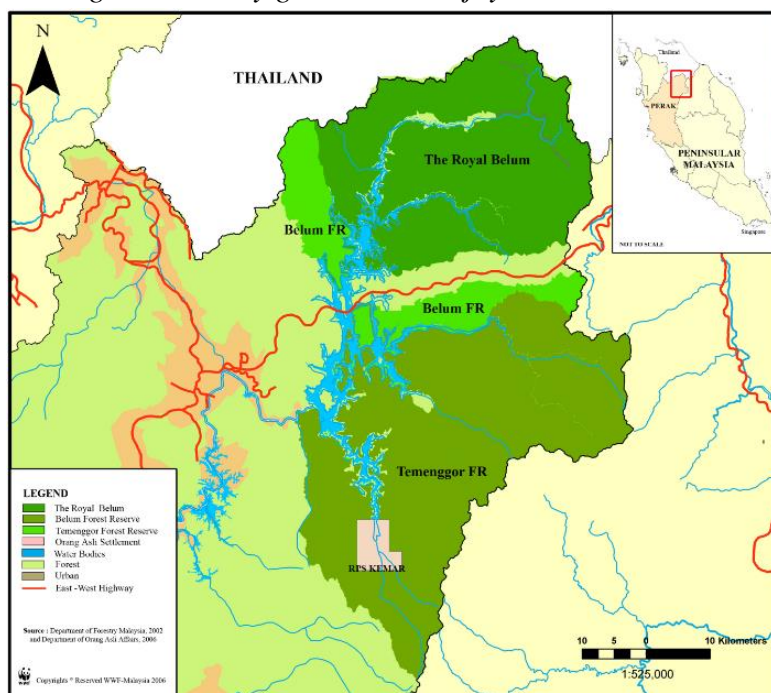 N
THAILAND
Thailand
PERAK
PENINSULAR
MALAYSIA
Singapore
NOT TO SCALE
The Royal Belum
Belum FR
Belum FR
Temenggor FR
RPS KEMAR
LEGEND
The Royal Belum
Belum Forest Reserve
Temenggor Forest Reserve
Orang Asli Settlement
Water Bodies
Forest
Urban
East -West Highway
Source : Department of Forestry Malaysia, 2002
and Department of Orang Asli Affairs, 2006
WWF
Copyrights ® Reserved WWF-Malaysia 2006
10 5 0 10 Kilometers
1:525,000